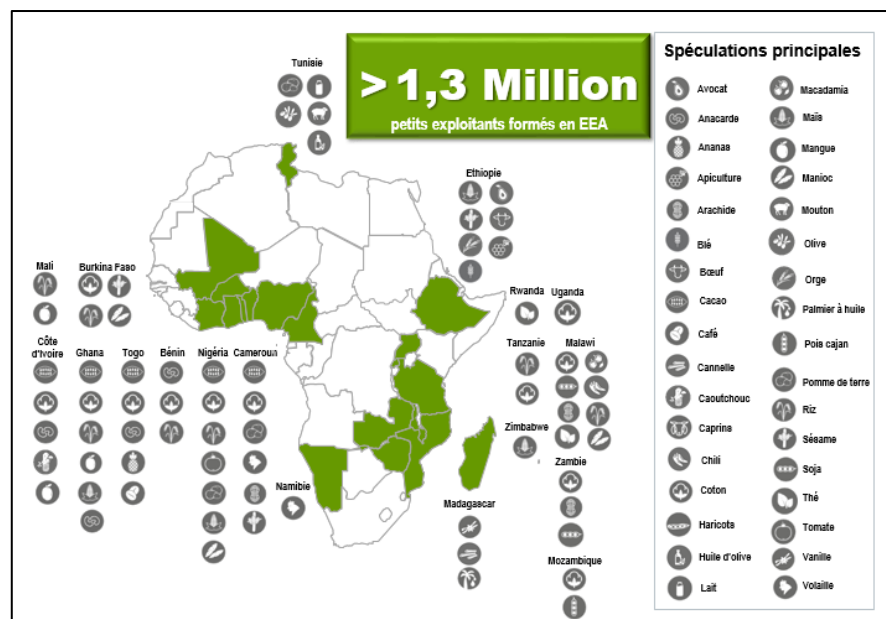 > 1,3 Million
petits exploitants formés en EEA
Tunisie
Ethiopie
Mali
Burkina Faso
Rwanda
Uganda
Côte
d'Ivoire
Ghana
Togo
Bénin
Nigéria
Cameroun
Tanzanie
Malawi
Zimbabwe
Zambie
Namibie
Madagascar
Mozambique
Spéculations principales
Avocat
Anacarde
Ananas
Apiculture
Arachide
Blé
Bœuf
Cacao
Café
Cannelle
Caoutchouc
Caprins
Chili
Coton
Haricots
Huile d'olive
Lait
Macadamia
Maïs
Mangue
Manioc
Mouton
Olive
Orge
Palmier à huile
Pois cajan
Pomme de terre
Riz
Sésame
Soja
Thé
Tomate
Vanille
Volaille